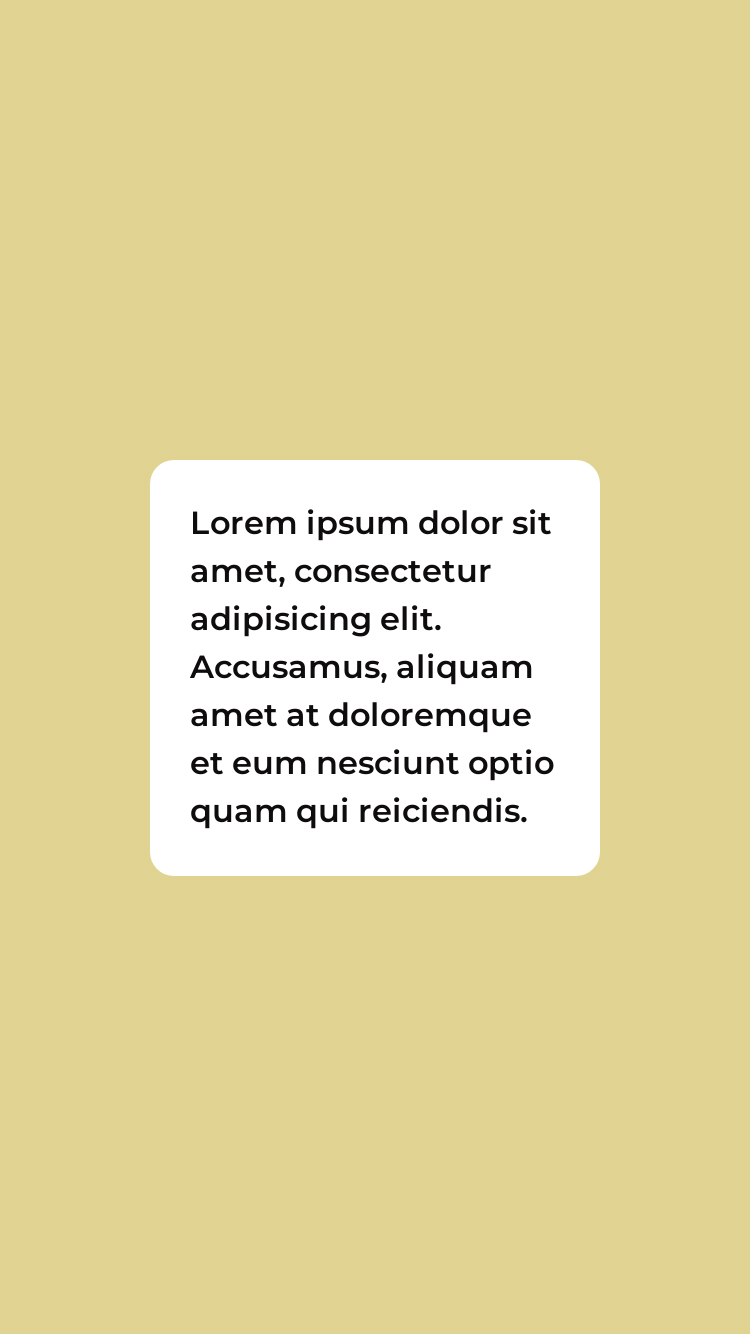 Lorem ipsum dolor sit
amet, consectetur
adipisicing elit.
Accusamus, aliquam
amet at doloremque
et eum nesciunt optio
quam qui reiciendis.